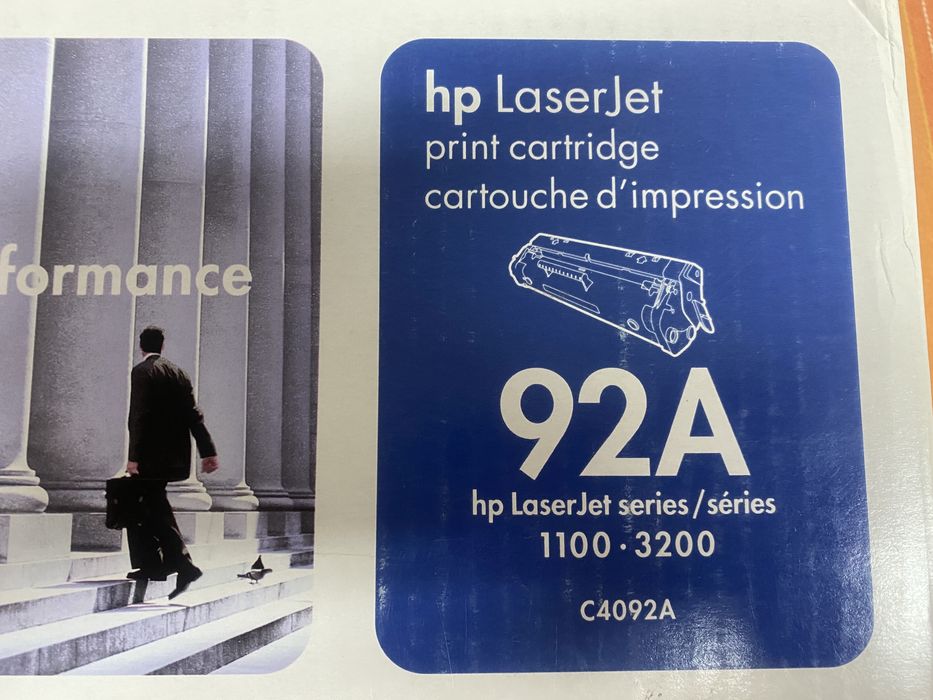 formance
hp LaserJet
print cartridge
cartouche d'impression
92A
hp LaserJet series / séries
1100 · 3200
C4092A